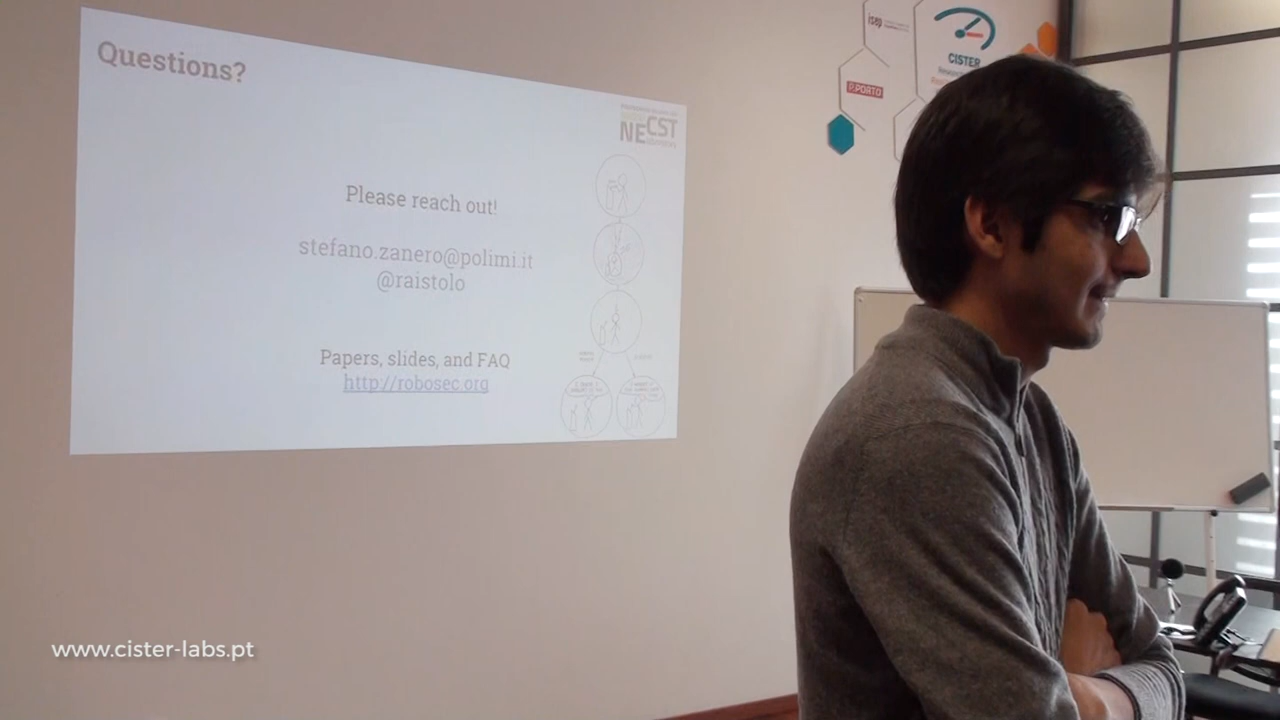 Questions?
NECST
Please reach out!
stefano.zanero@polimi.it
@raistolo
Papers, slides, and FAQ
http://robosec.org
isep
CISTER
P.PORTO
www.cister-labs.pt